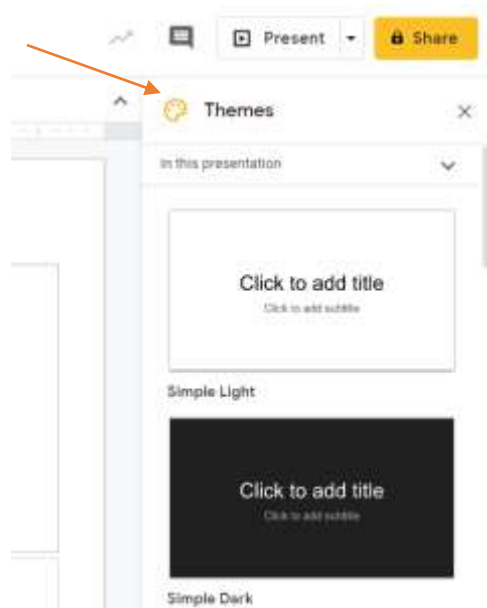 Present
Share
Themes
In this presentation
Click to add title
Click to add subtitle
Simple Light
Click to add title
Click to add subtitle
Simple Dark